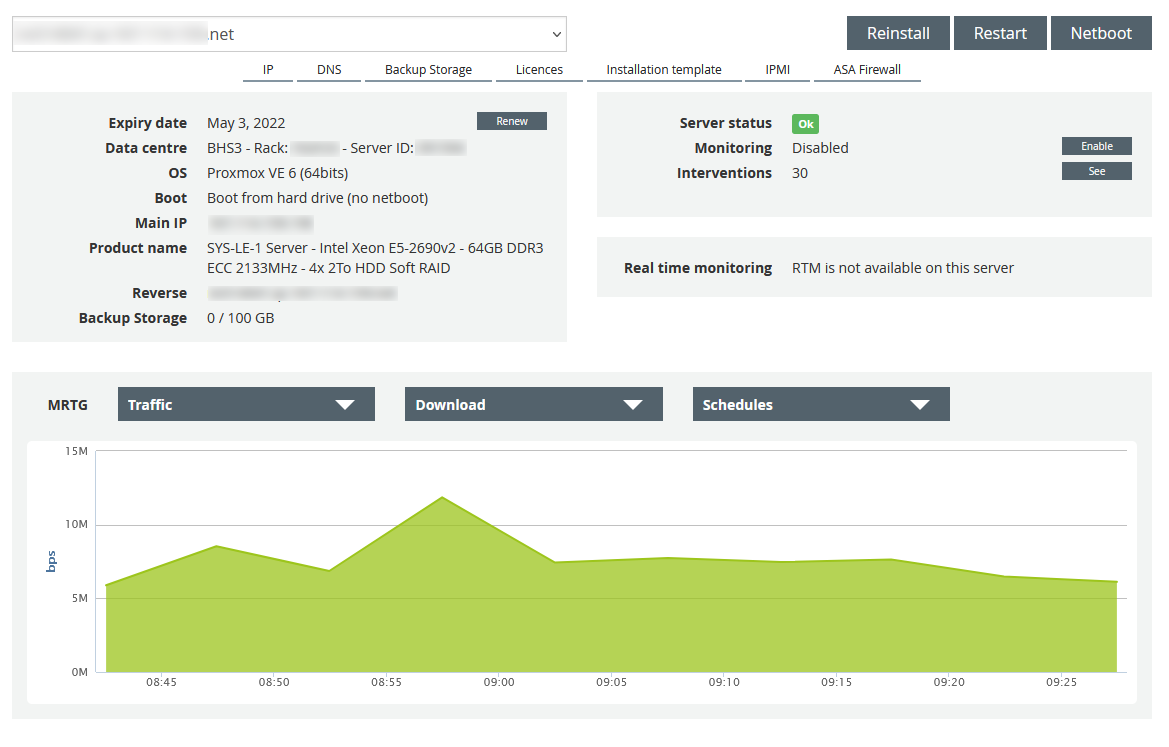 .net
Reinstall
Restart
Netboot
IP
DNS
Backup Storage
Licences
Installation template
IPMI
ASA Firewall
Expiry date May 3, 2022 Renew
Data centre BHS3 - Rack: - Server ID:
OS Proxmox VE 6 (64bits)
Boot Boot from hard drive (no netboot)
Main IP
Product name SYS-LE-1 Server - Intel Xeon E5-2690v2 - 64GB DDR3
ECC 2133MHz - 4x 2To HDD Soft RAID
Reverse
Backup Storage 0 / 100 GB
Server status Ok
Monitoring Disabled Enable
Interventions 30 See
Real time monitoring RTM is not available on this server
MRTG
Traffic
Download
Schedules
15M
10M
bps
5M
0M
08:45 08:50 08:55 09:00 09:05 09:10 09:15 09:20 09:25